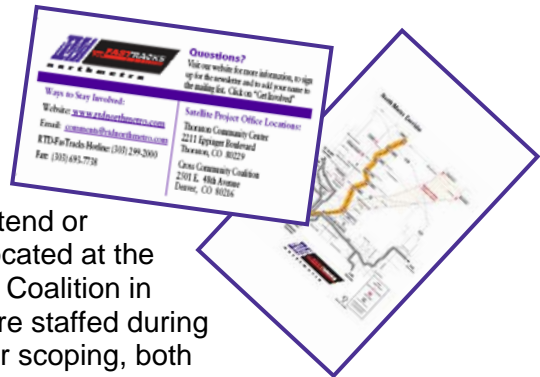 FASTRACKS
northmetro
Questions?
Visit our website for more information, to sign
up for the newsletter and to add your name to
the mailing list. Click on "Get Involved"
Ways to Stay Involved:
Website: www.rtdnorthmetro.com
Email: comments@rtdnorthmetro.com
RTD-FasTracks Hotline: (303) 299-2000
Fax: (303) 693-7738
Satellite Project Office Locations:
Thornton Community Center
2211 Eppinger Boulevard
Thornton, CO 80229
Cross Community Coalition
2501 E. 48th Avenue
Denver, CO 80216
North Metro Corridor
tend or
ocated at the
Coalition in
re staffed during
r scoping, both